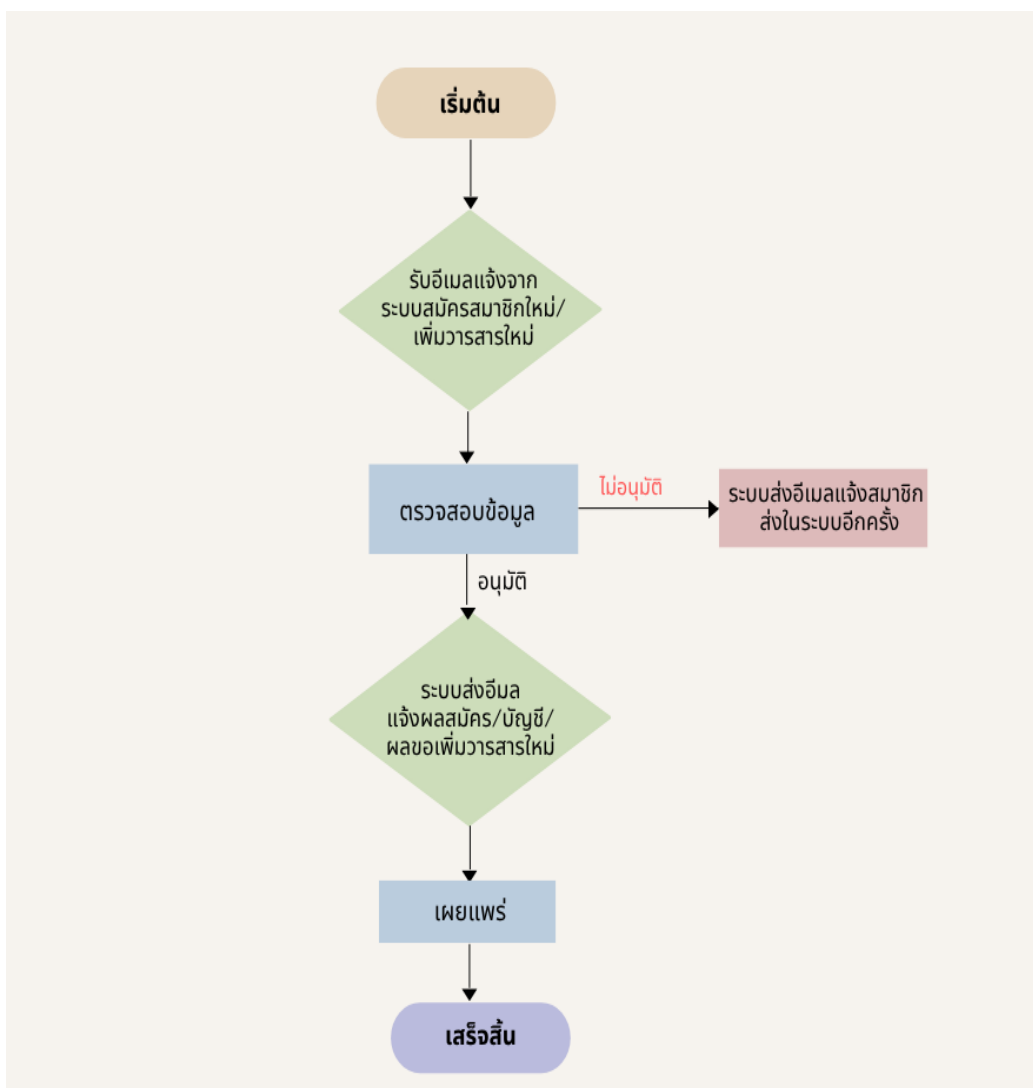 เริ่มต้น
รับอีเมลแจ้งจาก
ระบบสมัครสมาชิกใหม่/
เพิ่มวารสารใหม่
ตรวจสอบข้อมูล
ไม่อนุมัติ
ระบบส่งอีเมลแจ้งสมาชิก
ส่งในระบบอีกครั้ง
อนุมัติ
ระบบส่งอีมล
แจ้งผลสมัคร/บัญชี/
ผลขอเพิ่มวารสารใหม่
เผยแพร่
เสร็จสิ้น